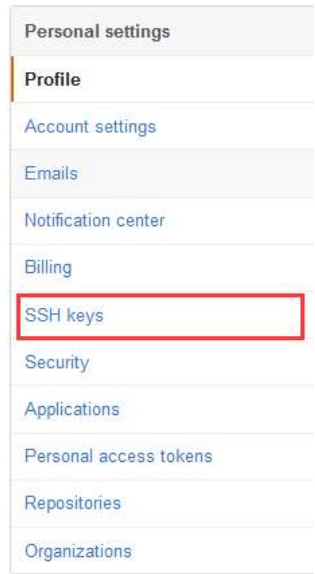 Personal settings
Profile
Account settings
Emails
Notification center
Billing
SSH keys
Security
Applications
Personal access tokens
Repositories
Organizations